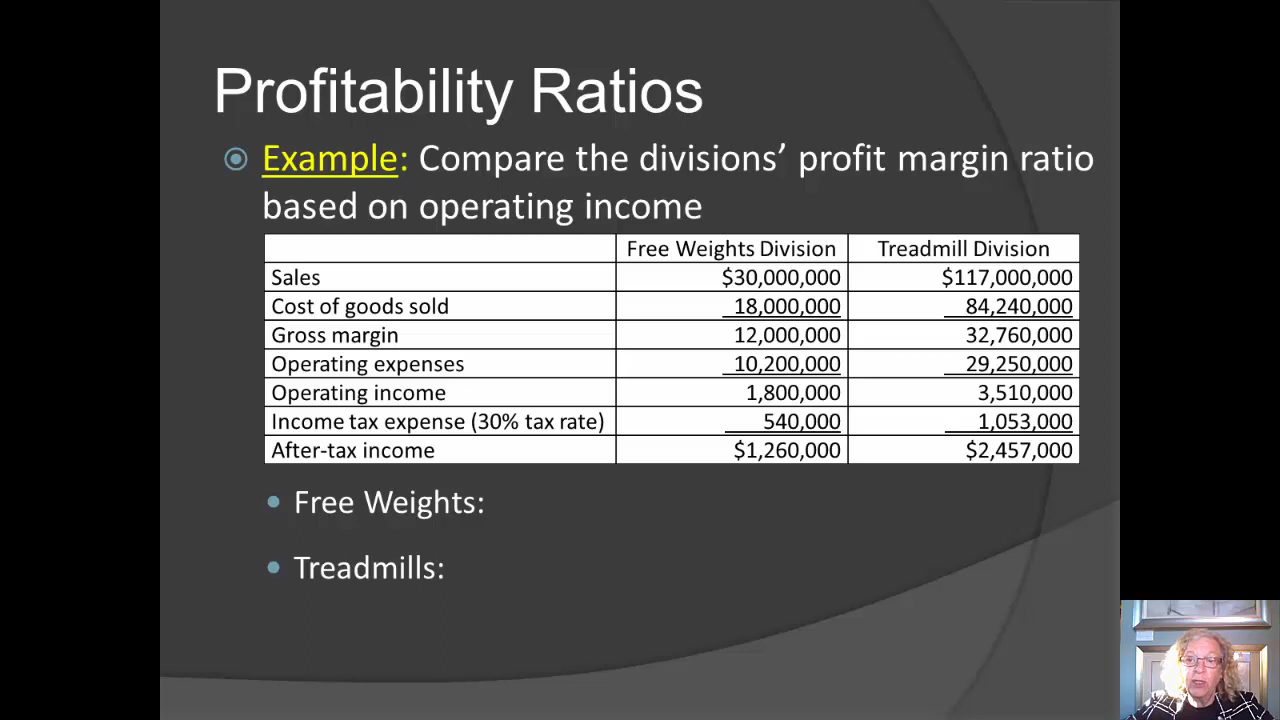 Profitability Ratios
Example: Compare the divisions’ profit margin ratio
based on operating income
Free Weights Division Treadmill Division
Sales $30,000,000 $117,000,000
Cost of goods sold 18,000,000 84,240,000
Gross margin 12,000,000 32,760,000
Operating expenses 10,200,000 29,250,000
Operating income 1,800,000 3,510,000
Income tax expense (30% tax rate) 540,000 1,053,000
After-tax income $1,260,000 $2,457,000
Free Weights:
Treadmills: